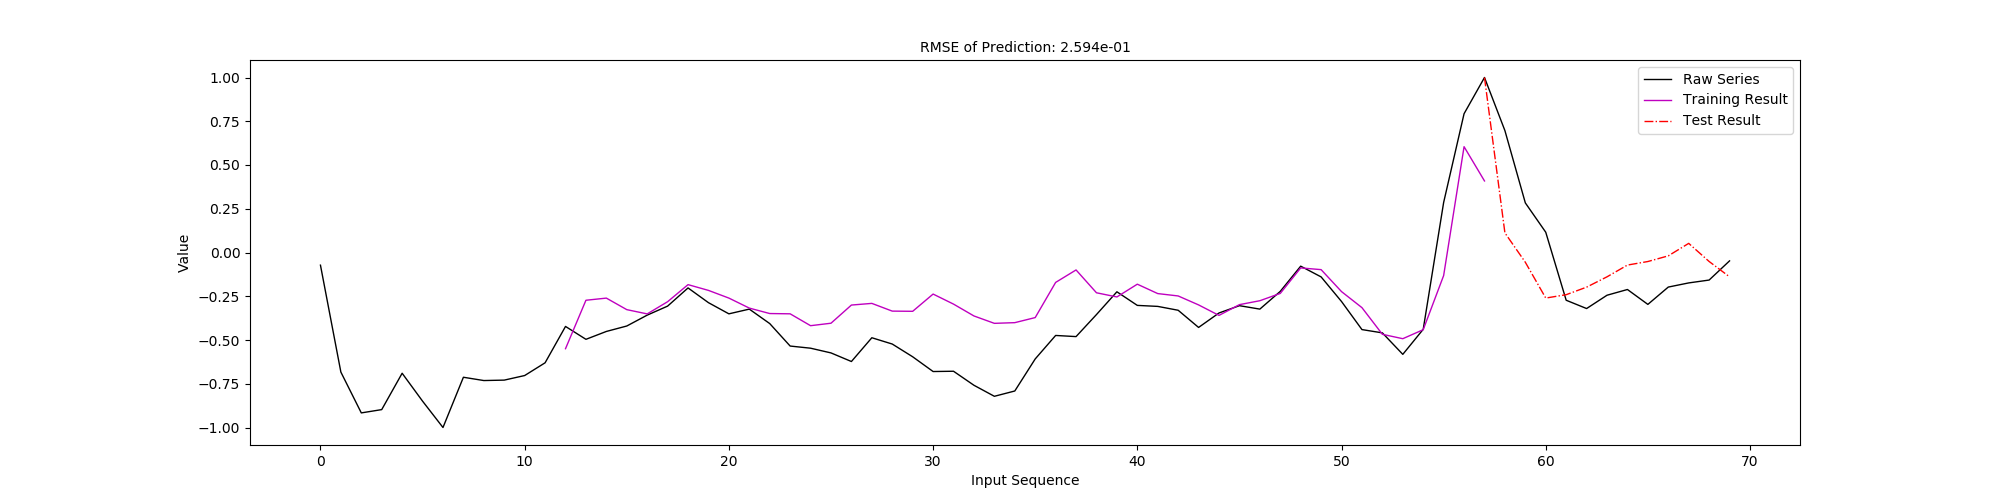 RMSE of Prediction: 2.594e-01
Raw Series
Training Result
Test Result
Value
1.00
0.75
0.50
0.25
0.00
−0.25
−0.50
−0.75
−1.00
0 10 20 30 40 50 60 70
Input Sequence